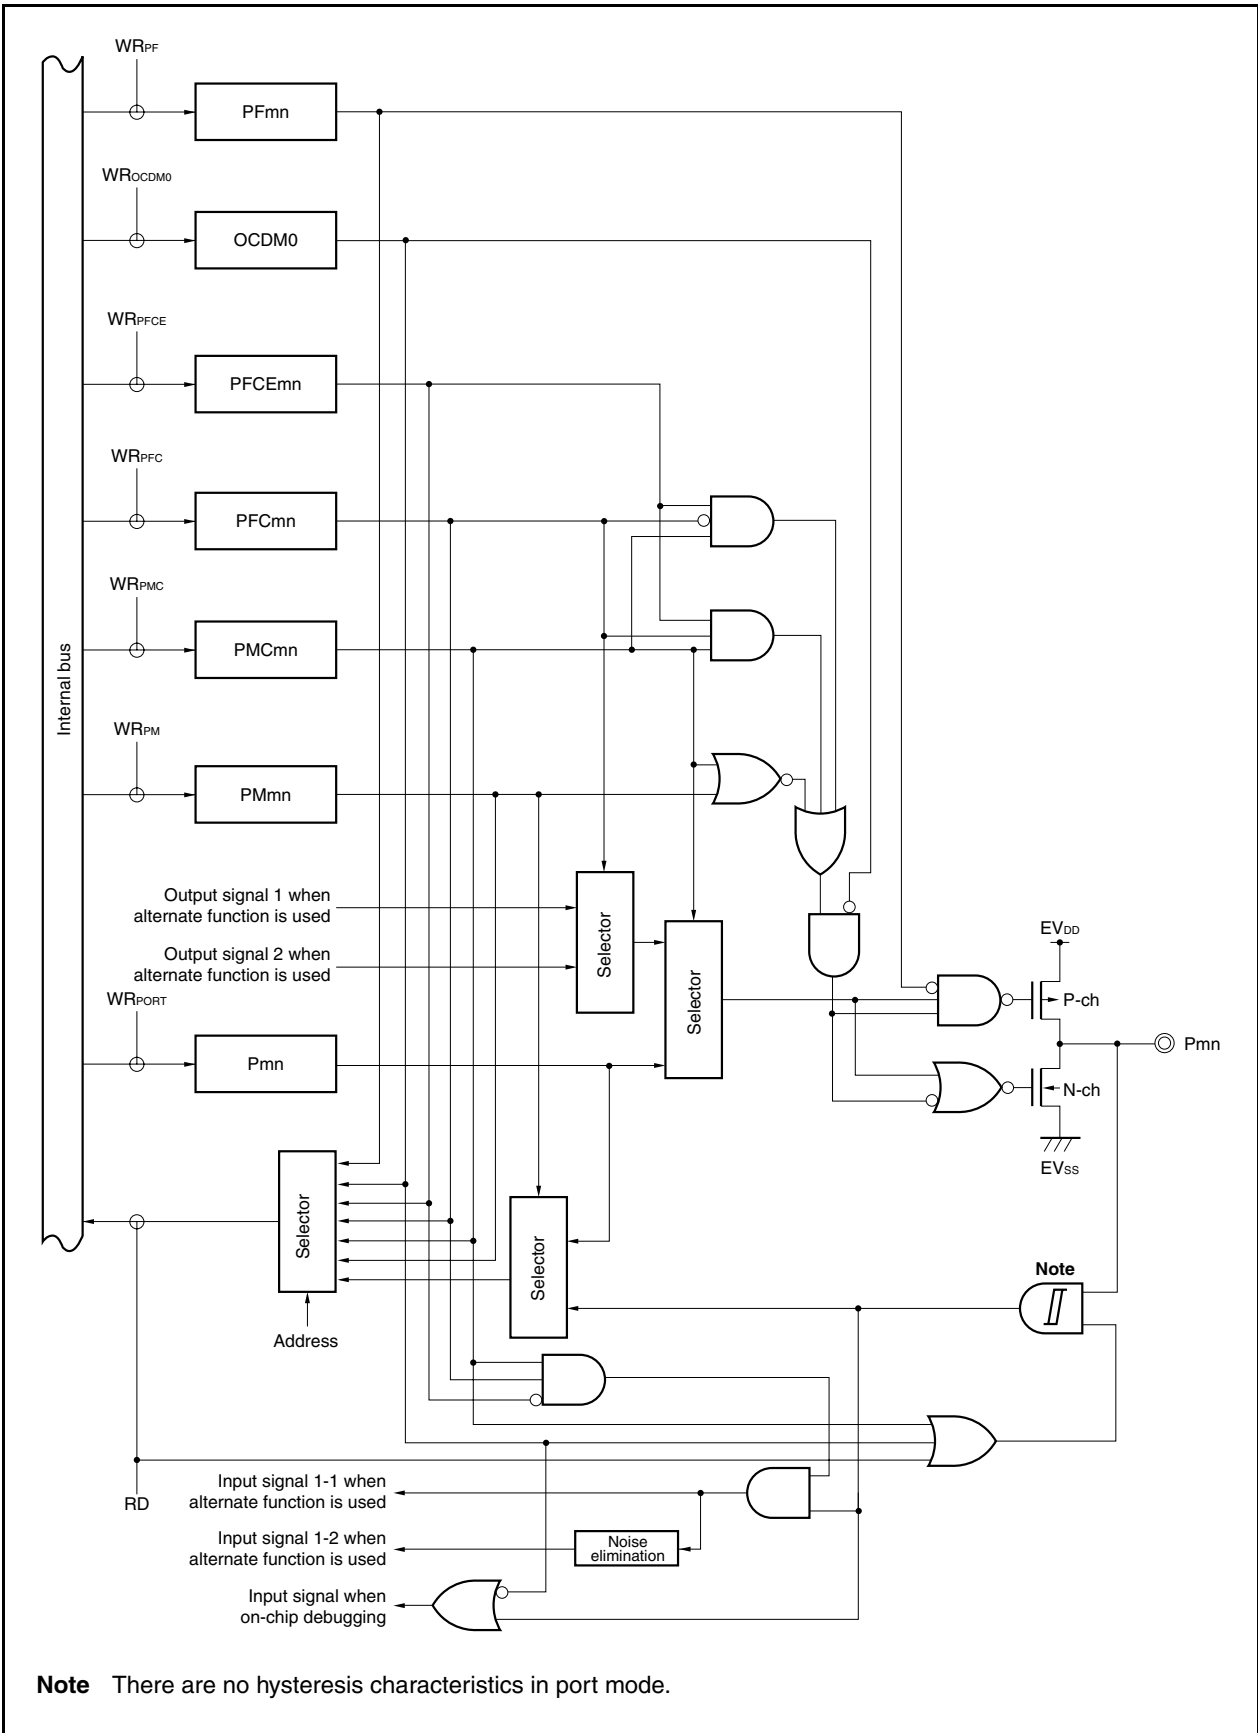 WRPF
PFmn
WROCDM0
OCDM0
WRPFCE
PFCEmn
WRPFC
PFCmn
WRPMC
PMCmn
Internal bus
WRPM
PMmn
Output signal 1 when
alternate function is used
Output signal 2 when
alternate function is used
Selector
Selector
WRPORT
Pmn
EVDD
P-ch
Pmn
N-ch
EVSS
Selector
Selector
Note
Address
RD
Input signal 1-1 when
alternate function is used
Input signal 1-2 when
alternate function is used
Noise
elimination
Input signal when
on-chip debugging
Note There are no hysteresis characteristics in port mode.